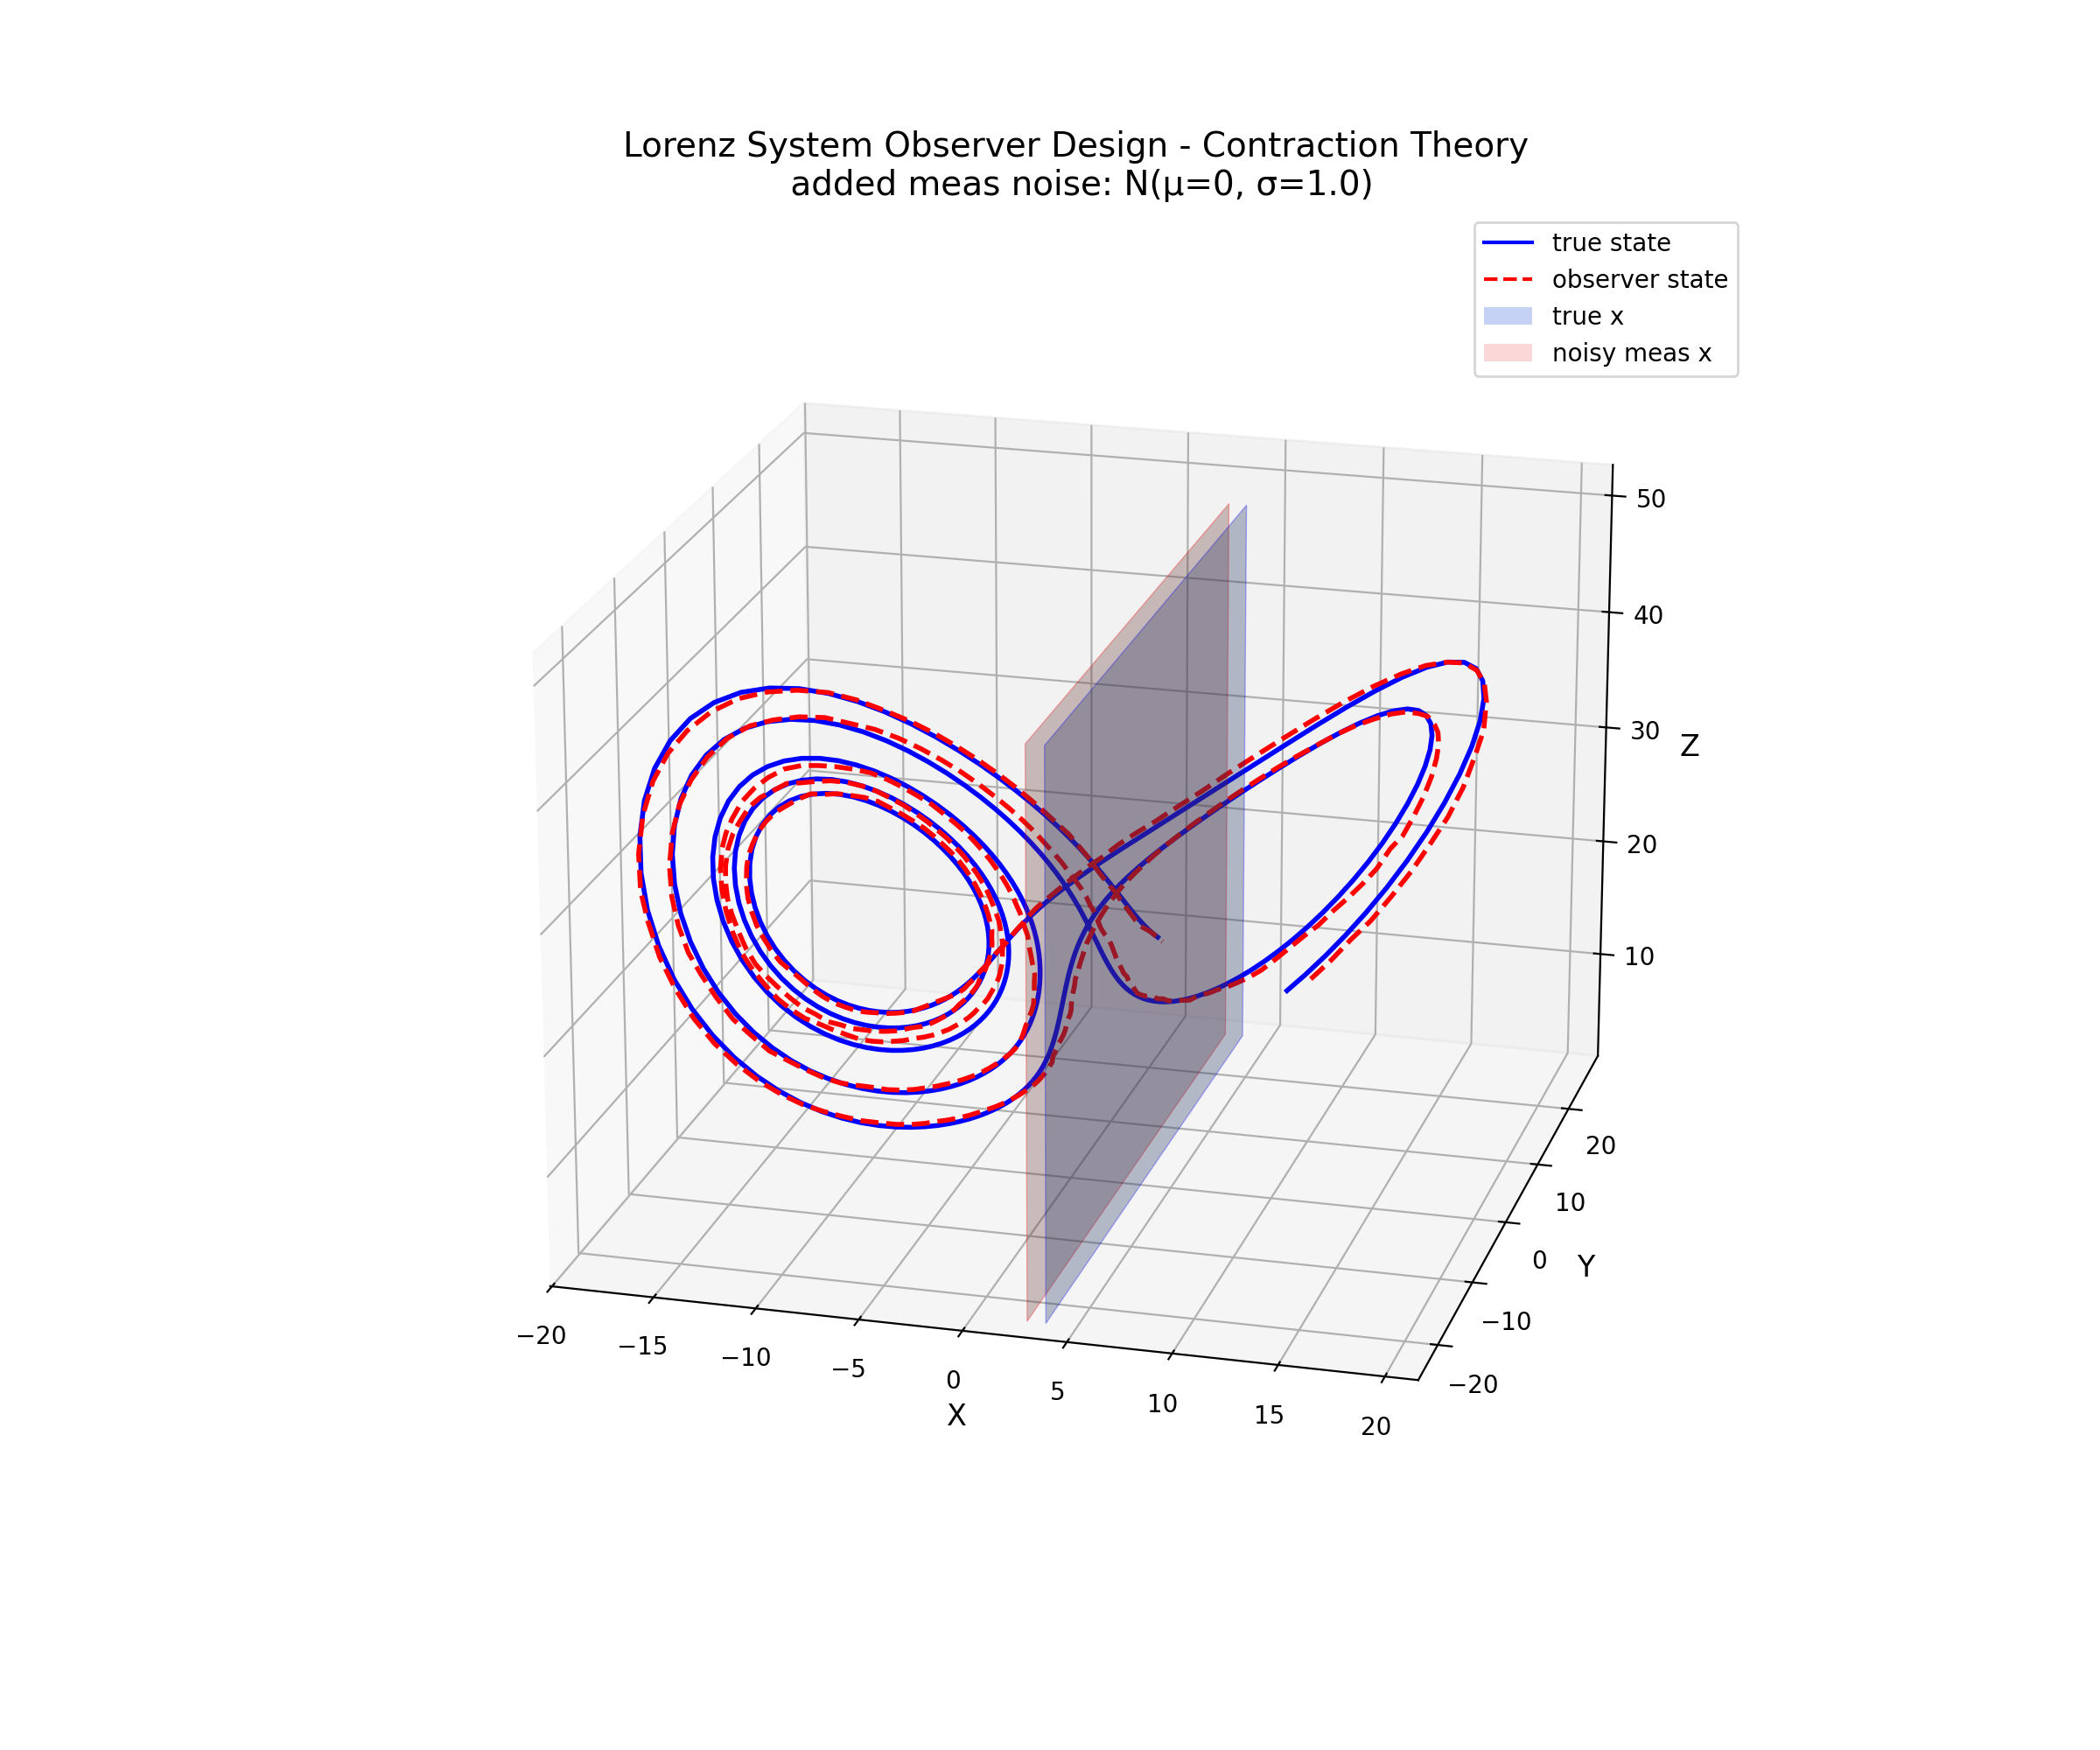 Lorenz System Observer Design - Contraction Theory
added meas noise: N(μ=0, σ=1.0)
true state
observer state
true x
noisy meas x
50
40
30
20
10
Z
20
10
0
−10
−20
Y
−20
−15
−10
−5
0
5
10
15
20
X